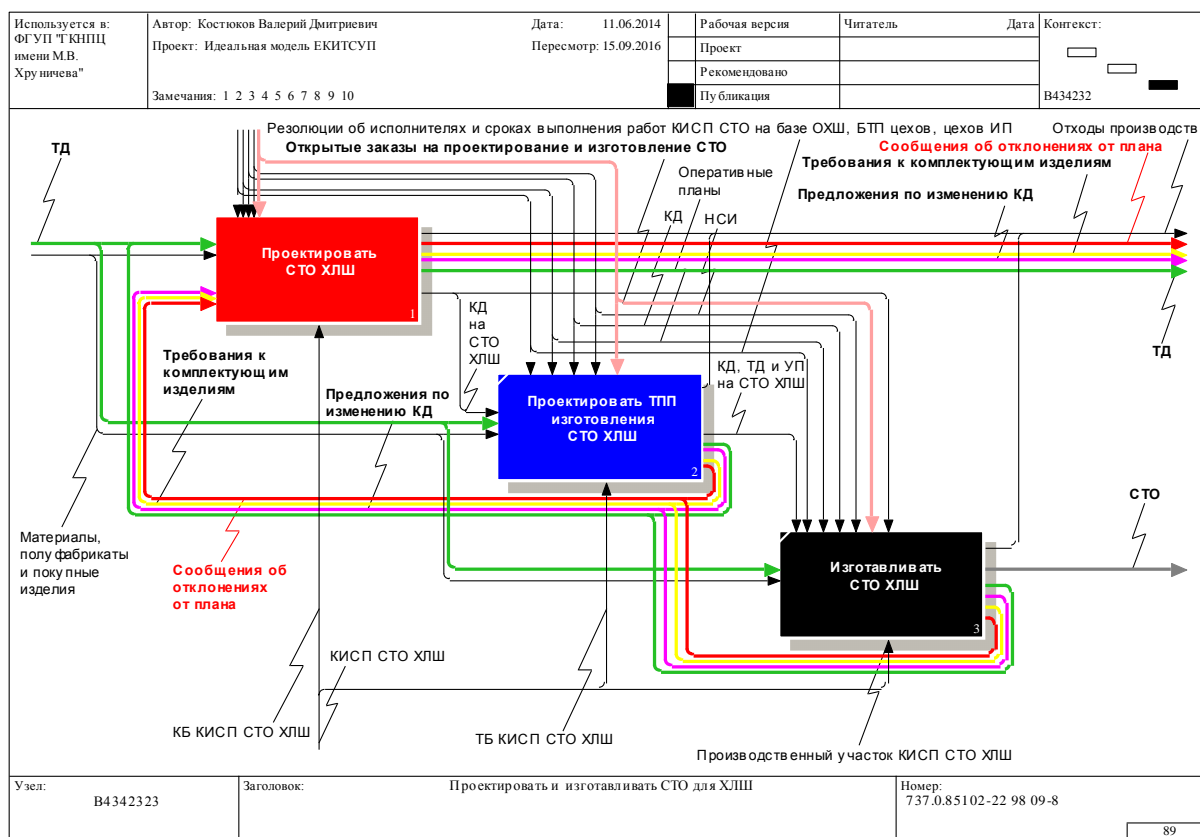 Используется в:
ФГУП "ГКНПЦ
имени М.В.
Хруничева"
Автор: Костюков Валерий Дмитриевич
Дата: 11.06.2014
Проект: Идеальная модель ЕКИТСУП
Пересмотр: 15.09.2016
Замечания: 1 2 3 4 5 6 7 8 9 10
Рабочая версия
Проект
Рекомендовано
Публикация
Читатель
Дата
Контекст:
B434232
Резолюции об исполнителях и сроках выполнения работ КИСП СТО на базе ОХШ, БТП цехов, цехов ИП
Отходы производств
Открытые заказы на проектирование и изготовление СТО
Сообщения об отклонениях от плана
Требования к комплектующим изделиям
ТД
Оперативные
планы
Предложения по изменению КД
КД
НСИ
Проектировать
СТО ХЛШ
1
КД
на
СТО
ХЛШ
ТД
Требования к
комплектующим
изделиям
Предложения по
изменению КД
КД, ТД и УП
на СТО ХЛШ
Проектировать ТПП
изготовления
СТО ХЛШ
2
СТО
Материалы,
полуфабрикаты
и покупные
изделия
Сообщения об
отклонениях
от плана
Изготавливать
СТО ХЛШ
3
КИСП СТО ХЛШ
КБ КИСП СТО ХЛШ
ТБ КИСП СТО ХЛШ
Производственный участок КИСП СТО ХЛШ
Узел:
B4342323
Заголовок:
Проектировать и изготавливать СТО для ХЛШ
Номер:
737.0.85102-22 98 09-8
89